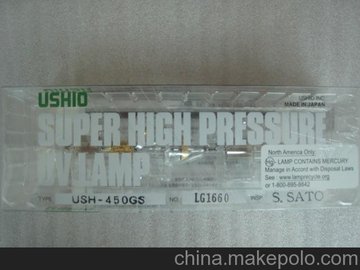 USHIO
USHIO INC.
MADE IN JAPAN
SUPER HIGH PRESSURE
UV LAMP
North America Only:
Hg - LAMP CONTAINS MERCURY
Manage in Accord with Disposal Laws
See : www.lamprecycle.org
or 1-800-895-8842
TYPE USH-450GS NO. LG1660 INSP. S. SATO
china.makepolo.com